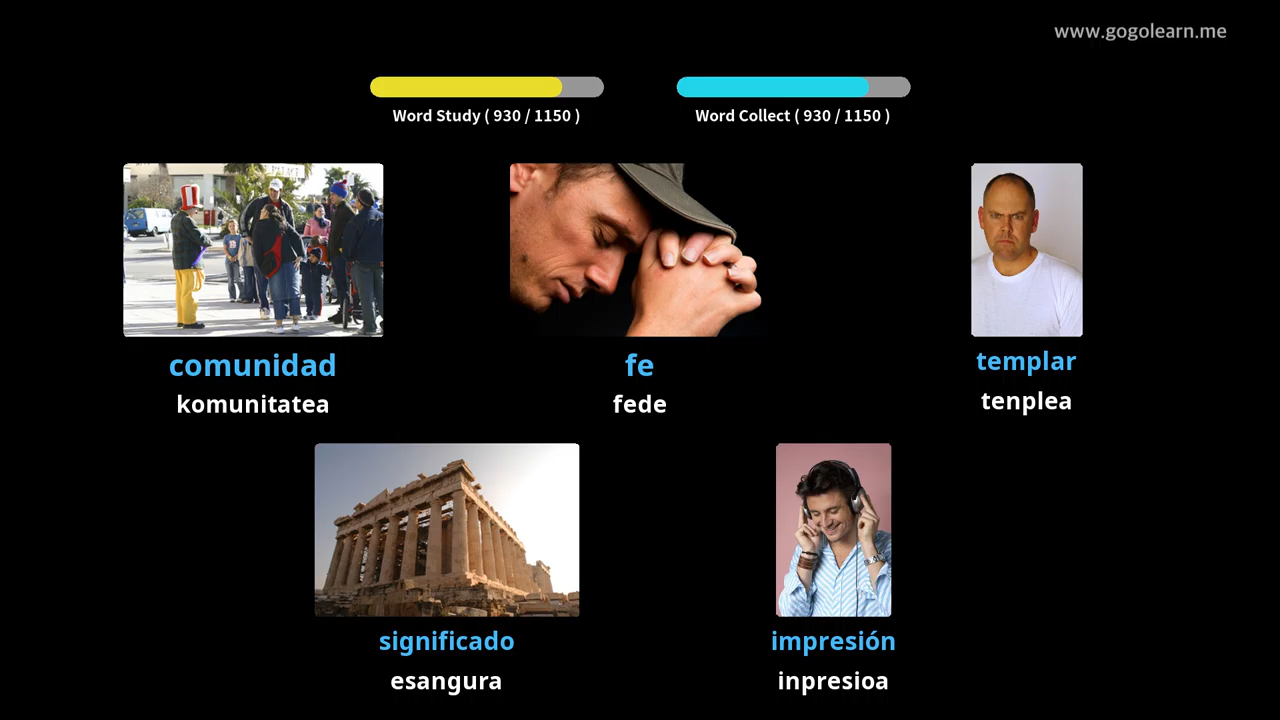 www.gogolearn.me
Word Study ( 930 / 1150 )
Word Collect ( 930 / 1150 )
comunidad
komunitatea
fe
fede
templar
tenplea
significado
esangura
impresión
inpresioa